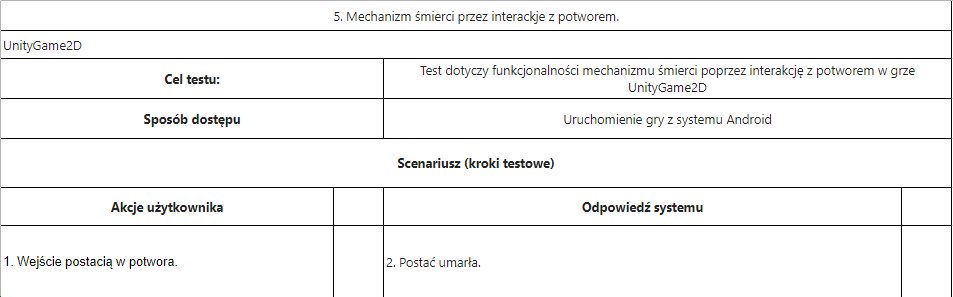 5. Mechanizm śmierci przez interackje z potworem.
UnityGame2D
Cel testu:
Test dotyczy funkcjonalności mechanizmu śmierci poprzez interakcję z potworem w grze
UnityGame2D
Sposób dostępu
Uruchomienie gry z systemu Android
Scenariusz (kroki testowe)
Akcje użytkownika
Odpowiedź systemu
1. Wejście postacią w potwora.
2. Postać umarła.